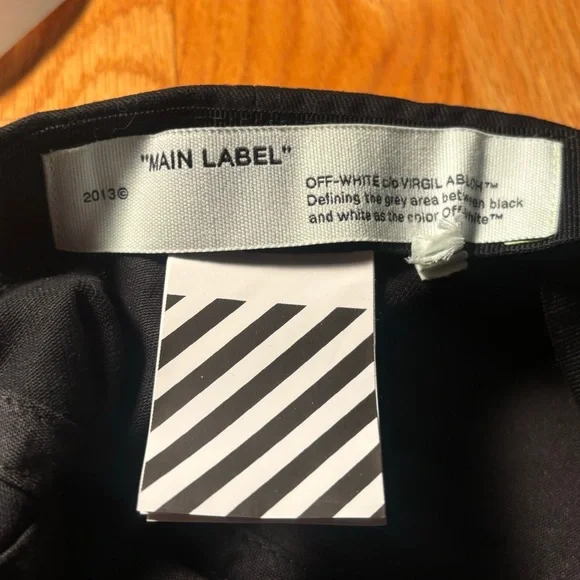 "MAIN LABEL"
2013©
OFF-WHITE c/o VIRGIL ABLOH™
Defining the grey area between black
and white as the color Off-White™